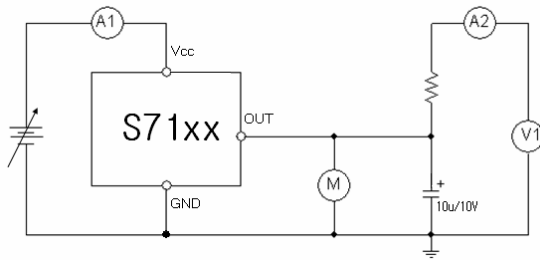 A1
A2
Vcc
S71xx
OUT
V1
M
+
10u/10V
GND